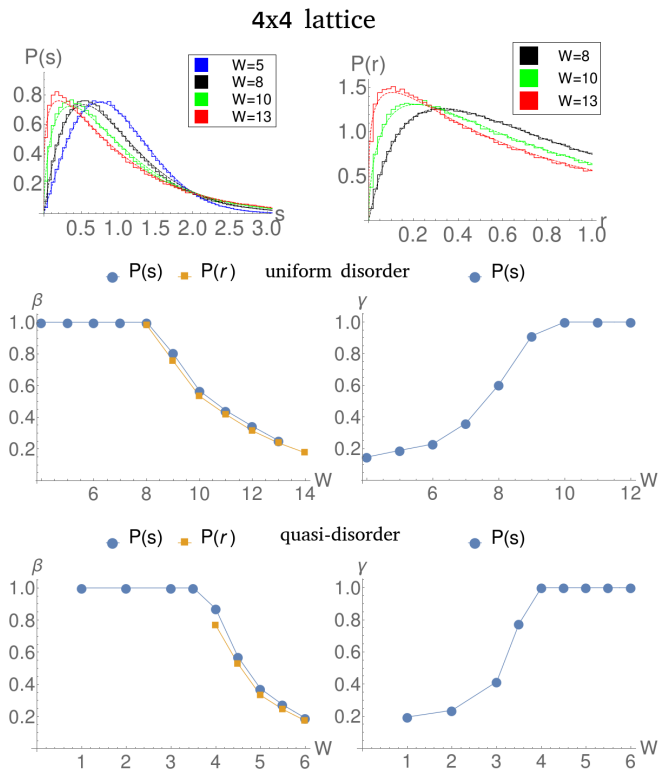 4x4 lattice
P(s)
W=5
W=8
W=10
W=13
0.8
0.6
0.4
0.2
0.5 1.0 1.5 2.0 2.5 3.0
s
P(r)
W=8
W=10
W=13
1.5
1.0
0.5
0.2 0.4 0.6 0.8 1.0
r
P(s) P(r) uniform disorder P(s)
β
1.0
0.8
0.6
0.4
0.2
6 8 10 12 14
W
γ
1.0
0.8
0.6
0.4
0.2
6 8 10 12
W
P(s) P(r) quasi-disorder P(s)
β
1.0
0.8
0.6
0.4
0.2
1 2 3 4 5 6
W
γ
1.0
0.8
0.6
0.4
0.2
1 2 3 4 5 6
W